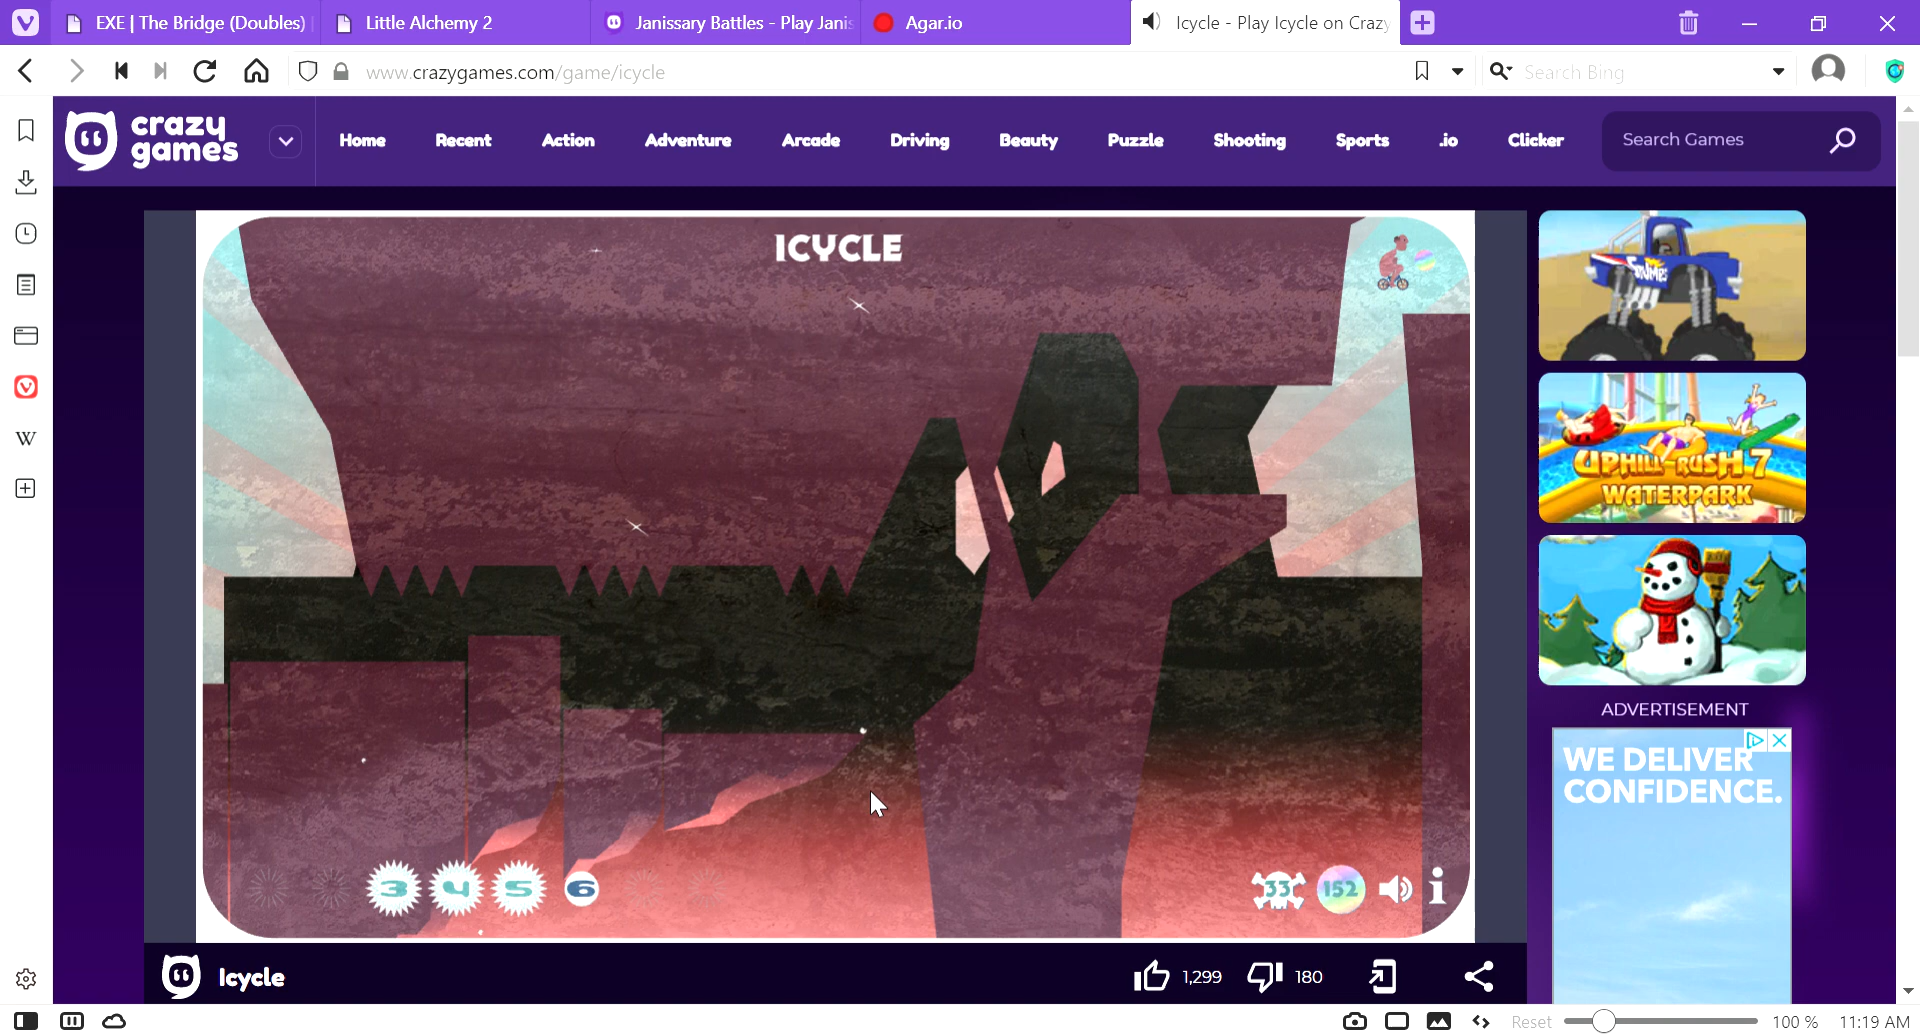 EXE | The Bridge (Doubles)
Little Alchemy 2
Janissary Battles - Play Janis
Agar.io
Icycle - Play Icycle on Crazy
www.crazygames.com/game/icycle
Search Bing
crazy games
Home
Recent
Action
Adventure
Arcade
Driving
Beauty
Puzzle
Shooting
Sports
.io
Clicker
Search Games
W
ICYCLE
UPHILL RUSH 7
WATERPARK
ADVERTISEMENT
WE DELIVER
CONFIDENCE.
3
4
5
6
33
152
i
Icycle
1,299
180
Reset
100 %
11:19 AM